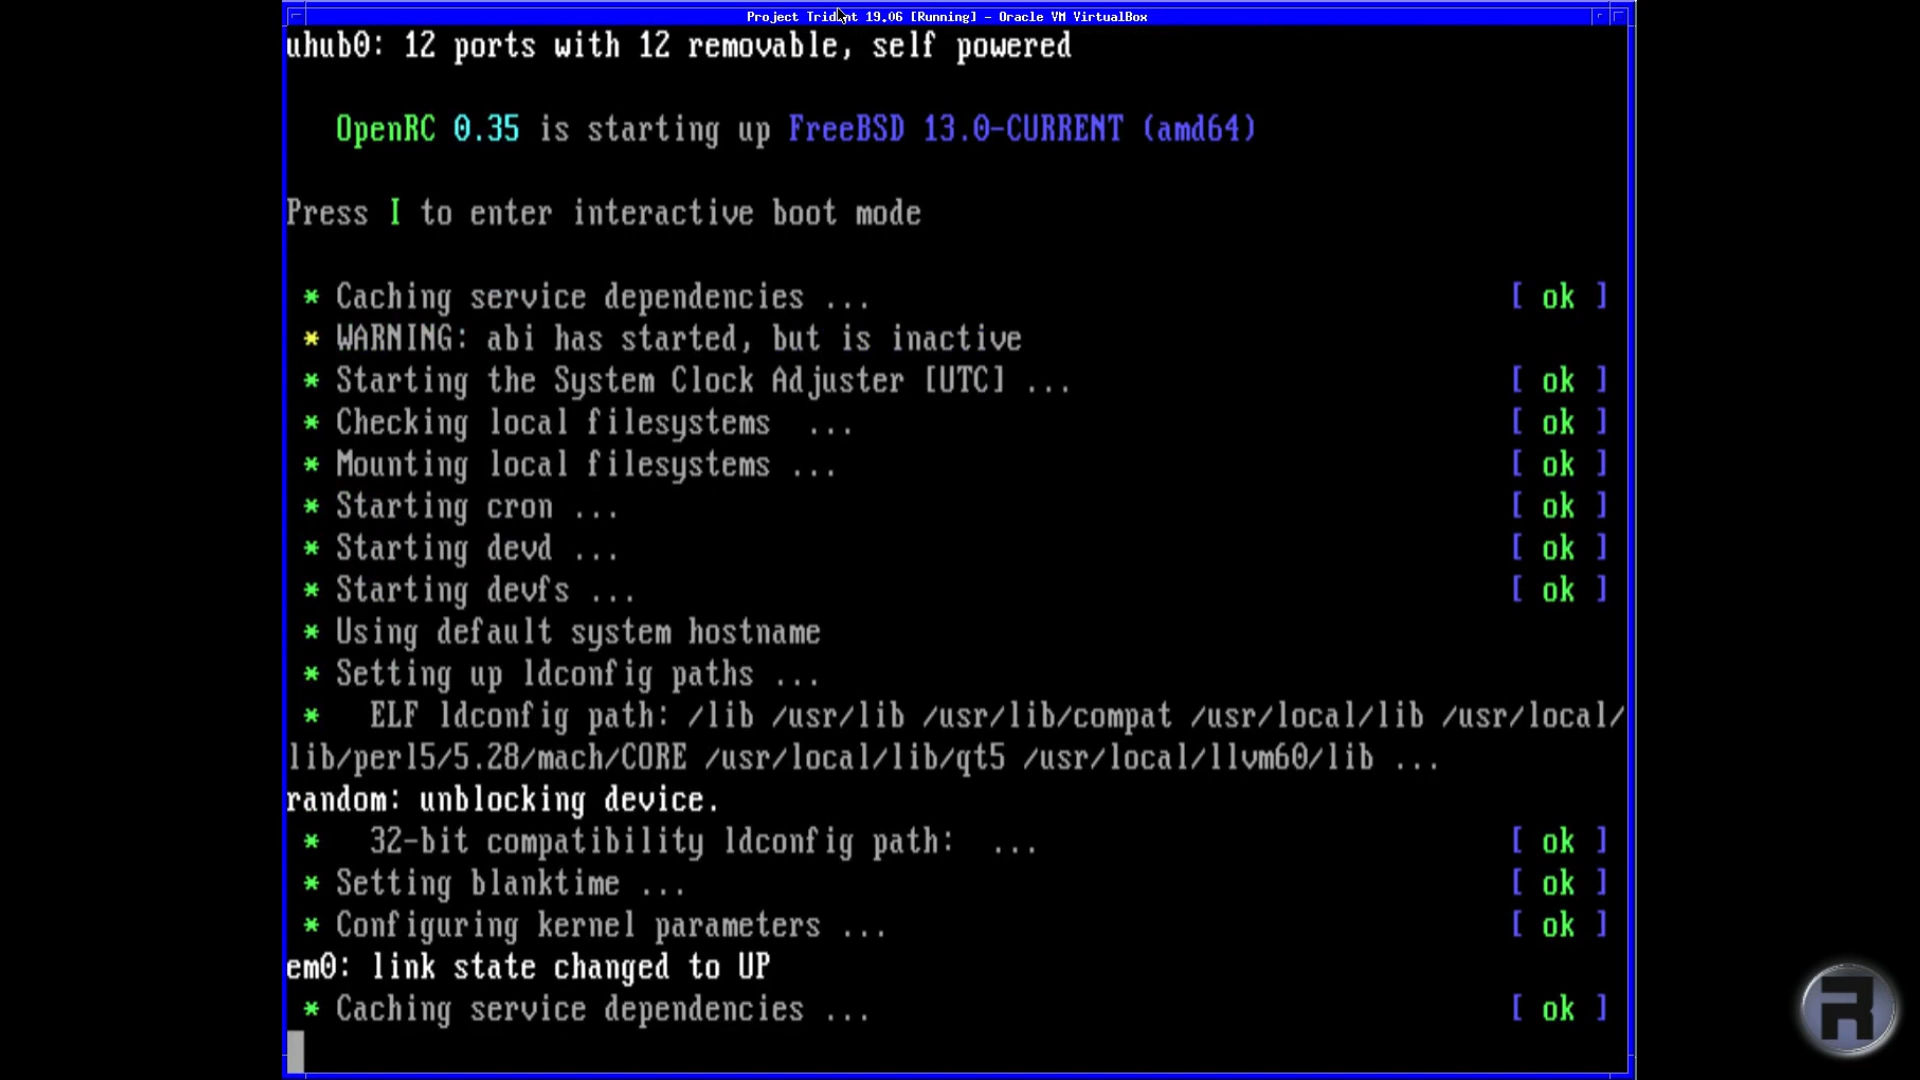 Project Trident 19.06 [Running] - Oracle VM VirtualBox
uhub0: 12 ports with 12 removable, self powered
OpenRC 0.35 is starting up FreeBSD 13.0-CURRENT (amd64)
Press I to enter interactive boot mode
* Caching service dependencies ... [ ok ]
* WARNING: abi has started, but is inactive
* Starting the System Clock Adjuster [UTC] ... [ ok ]
* Checking local filesystems  ... [ ok ]
* Mounting local filesystems ... [ ok ]
* Starting cron ... [ ok ]
* Starting devd ... [ ok ]
* Starting devfs ... [ ok ]
* Using default system hostname
* Setting up ldconfig paths ...
*   ELF ldconfig path: /lib /usr/lib /usr/lib/compat /usr/local/lib /usr/local/
lib/perl5/5.28/mach/CORE /usr/local/lib/qt5 /usr/local/llvm60/lib ...
random: unblocking device.
*   32-bit compatibility ldconfig path:  ... [ ok ]
* Setting blanktime ... [ ok ]
* Configuring kernel parameters ... [ ok ]
em0: link state changed to UP
* Caching service dependencies ... [ ok ]
R